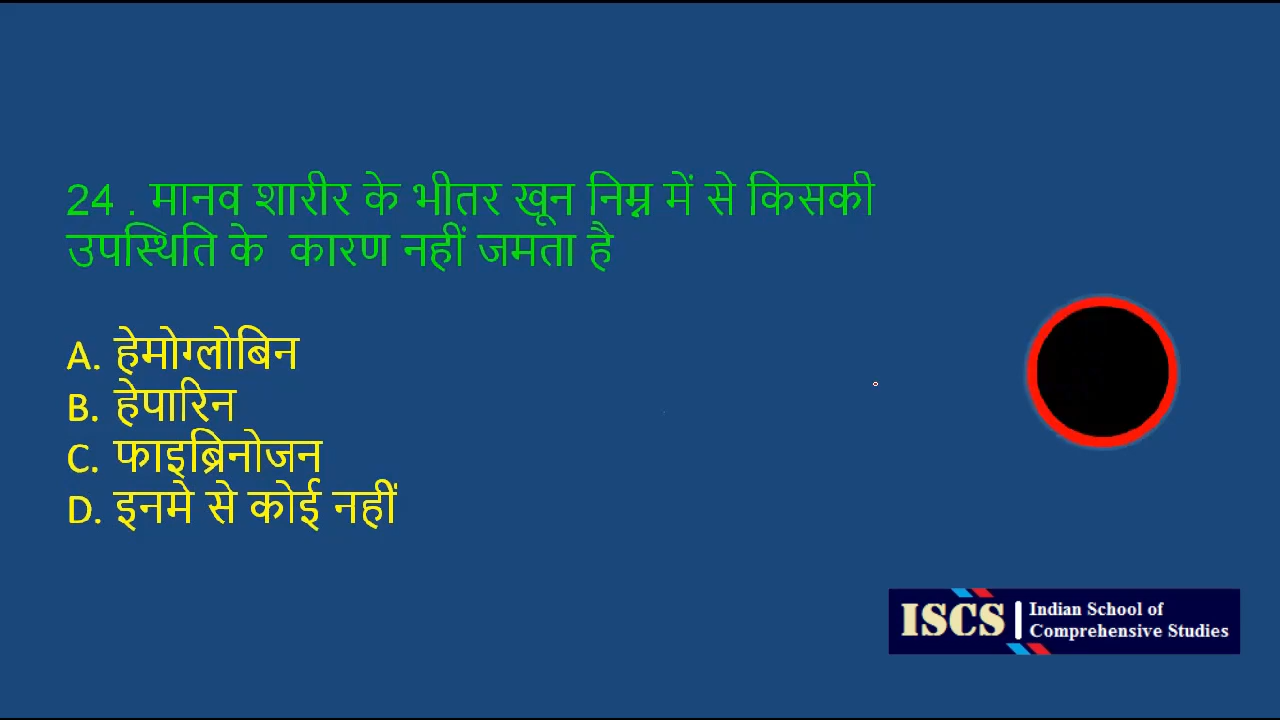 24 . मानव शारीर के भीतर खून निम्न में से किसकी
उपस्थिति के कारण नहीं जमता है
A. हेमोग्लोबिन
B. हेपारिन
C. फाइब्रिनोजन
D. इनमे से कोई नहीं
ISCS
Indian School of
Comprehensive Studies